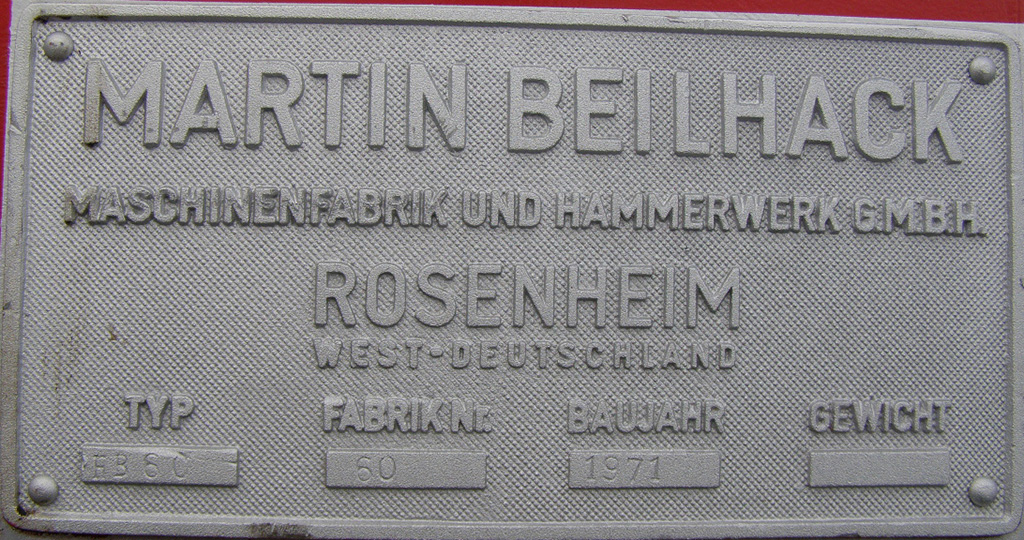 MARTIN BEILHACK
MASCHINENFABRIK UND HAMMERWERK G.M.B.H.
ROSENHEIM
WEST-DEUTSCHLAND
TYP FABRIK Nr. BAUJAHR GEWICHT
60 1971